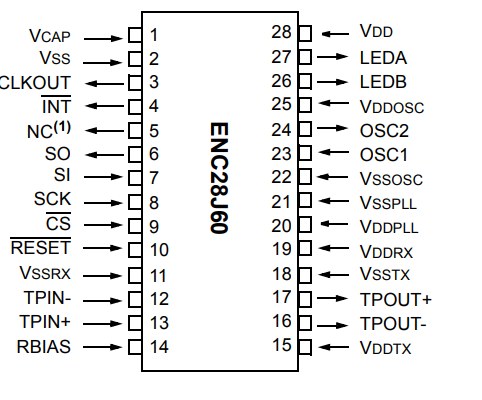 VCAP 1 28 VDD
VSS 2 27 LEDA
CLKOUT 3 26 LEDB
INT 4 25 VDDOSC
NC(1) 5 24 OSC2
SO 6 23 OSC1
SI 7 22 VSSOSC
SCK 8 21 VSSPLL
CS 9 20 VDDPLL
RESET 10 19 VDDRX
VSSRX 11 18 VSSTX
TPIN- 12 17 TPOUT+
TPIN+ 13 16 TPOUT-
RBIAS 14 15 VDDTX
ENC28J60